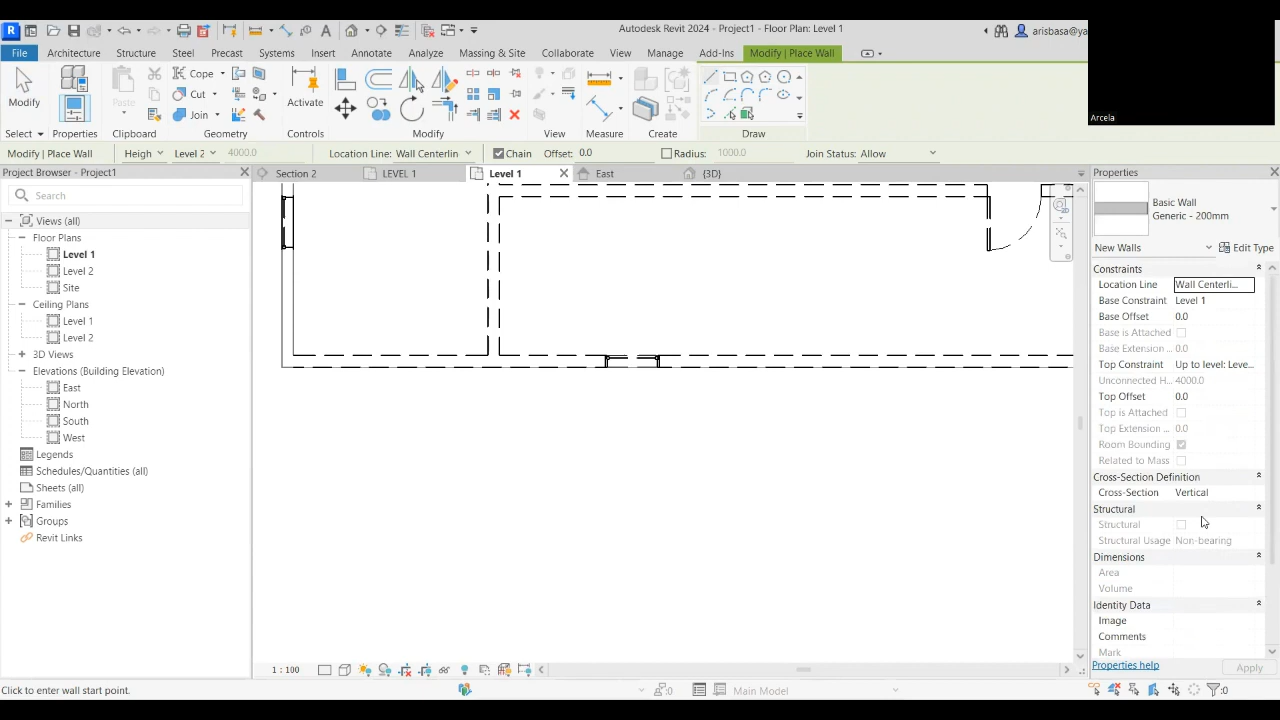 Autodesk Revit 2024 - Project1 - Floor Plan: Level 1
arisbasa@ya
File Architecture Structure Steel Precast Systems Insert Annotate Analyze Massing & Site Collaborate View Manage Add-Ins Modify | Place Wall
Modify
Paste
Cope
Cut
Join
Activate
Select Properties Clipboard Geometry Controls Modify View Measure Create Draw
Arcela
Modify | Place Wall Heigh Level 2 4000.0 Location Line: Wall Centerlin Chain Offset: 0.0 Radius: 1000.0 Join Status: Allow
Project Browser - Project1
Search
Views (all)
Floor Plans
Level 1
Level 2
Site
Ceiling Plans
Level 1
Level 2
3D Views
Elevations (Building Elevation)
East
North
South
West
Legends
Schedules/Quantities (all)
Sheets (all)
Families
Groups
Revit Links
Section 2 LEVEL 1 Level 1 East {3D}
Properties
Basic Wall
Generic - 200mm
New Walls Edit Type
Constraints
Location Line Wall Centerli...
Base Constraint Level 1
Base Offset 0.0
Base is Attached
Base Extension ... 0.0
Top Constraint Up to level: Leve...
Unconnected H... 4000.0
Top Offset 0.0
Top is Attached
Top Extension ... 0.0
Room Bounding
Related to Mass
Cross-Section Definition
Cross-Section Vertical
Structural
Structural
Structural Usage Non-bearing
Dimensions
Area
Volume
Identity Data
Image
Comments
Mark
Properties help Apply
1 : 100
Click to enter wall start point. :0 Main Model :0